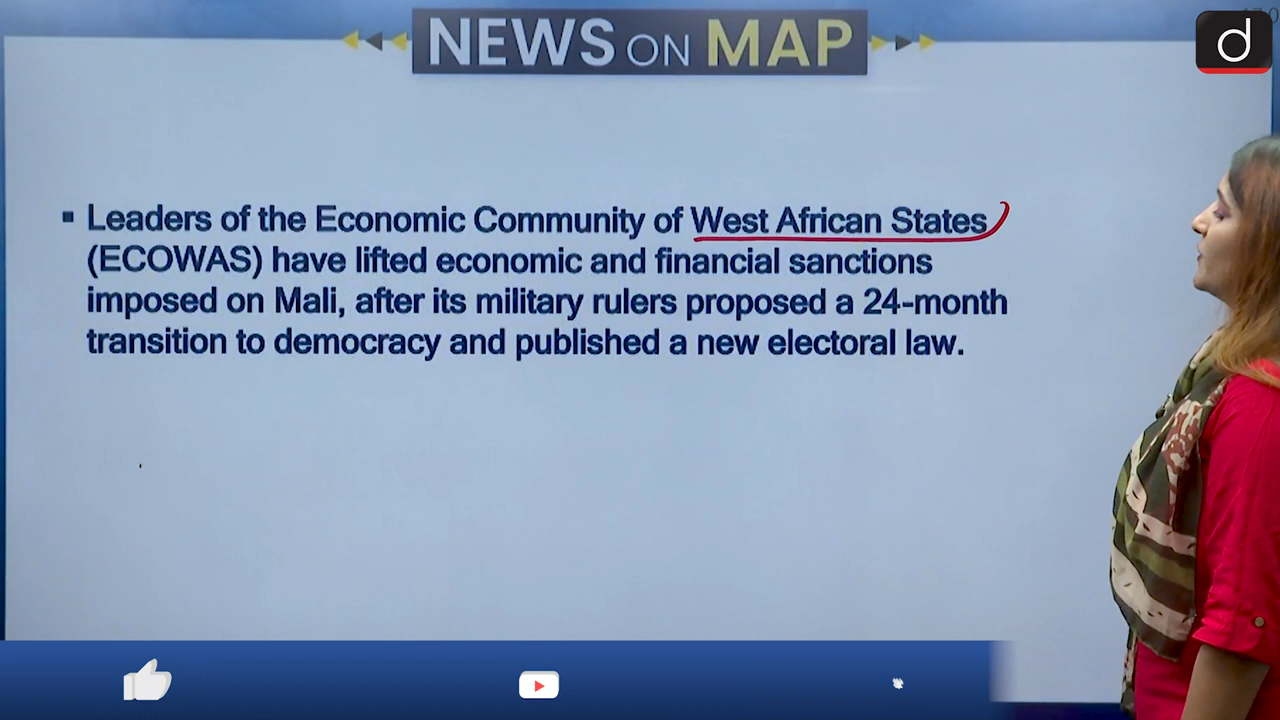 NEWS ON MAP
d
▪ Leaders of the Economic Community of West African States
(ECOWAS) have lifted economic and financial sanctions
imposed on Mali, after its military rulers proposed a 24-month
transition to democracy and published a new electoral law.